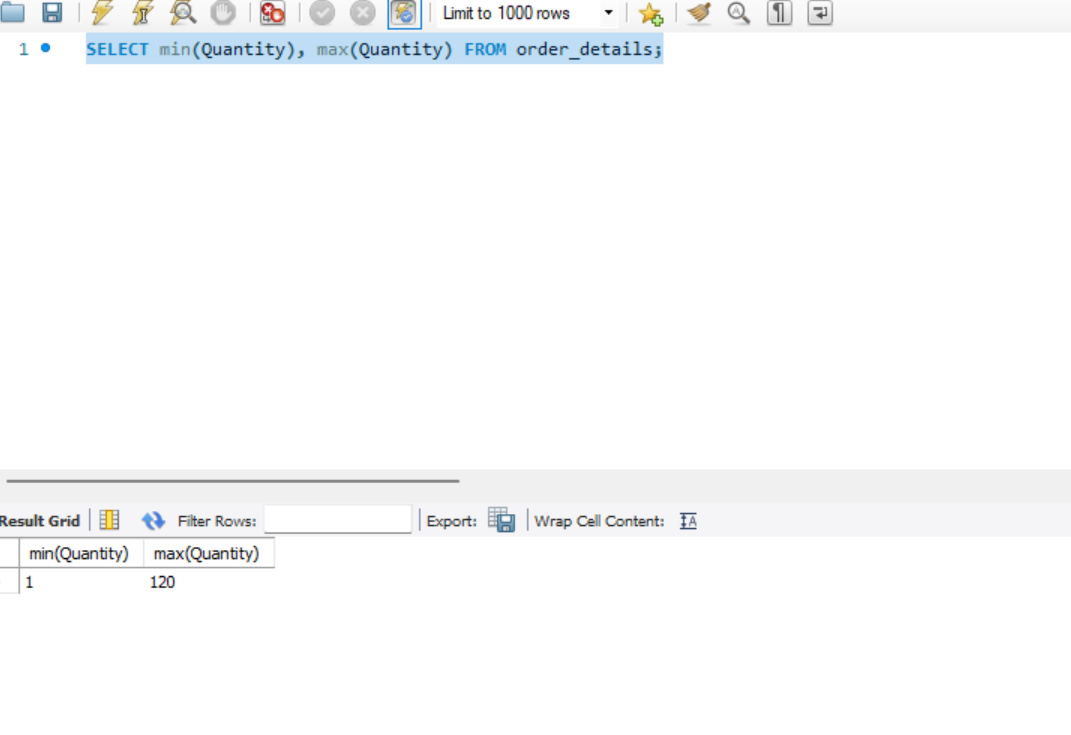 Limit to 1000 rows
1 SELECT min(Quantity), max(Quantity) FROM order_details;
Result Grid Filter Rows: Export: Wrap Cell Content:
min(Quantity) max(Quantity)
1 120